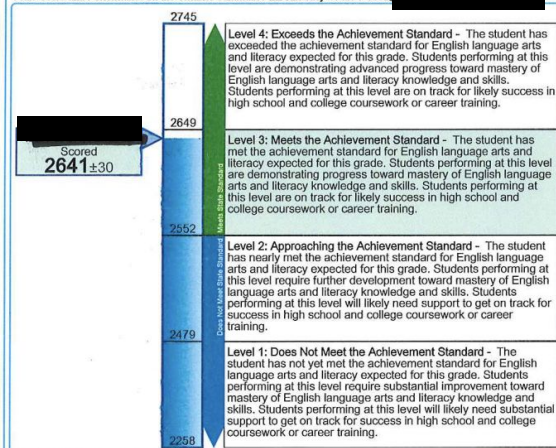 2745
Level 4: Exceeds the Achievement Standard - The student has
exceeded the achievement standard for English language arts
and literacy expected for this grade. Students performing at this
level are demonstrating advanced progress toward mastery of
English language arts and literacy knowledge and skills.
Students performing at this level are on track for likely success in
high school and college coursework or career training.
2649
Scored
2641±30
Level 3: Meets the Achievement Standard - The student has
met the achievement standard for English language arts and
literacy expected for this grade. Students performing at this level
are demonstrating progress toward mastery of English language
arts and literacy knowledge and skills. Students performing at
this level are on track for likely success in high school and
college coursework or career training.
Meets State Standard
2552
Level 2: Approaching the Achievement Standard - The student
has nearly met the achievement standard for English language
arts and literacy expected for this grade. Students performing at
this level require further development toward mastery of English
language arts and literacy knowledge and skills. Students
performing at this level will likely need support to get on track for
success in high school and college coursework or career
training.
Does Not Meet State Standard
2479
Level 1: Does Not Meet the Achievement Standard - The
student has not yet met the achievement standard for English
language arts and literacy expected for this grade. Students
performing at this level require substantial improvement toward
mastery of English language arts and literacy knowledge and
skills. Students performing at this level will likely need substantial
support to get on track for success in high school and college
coursework or career training.
2258